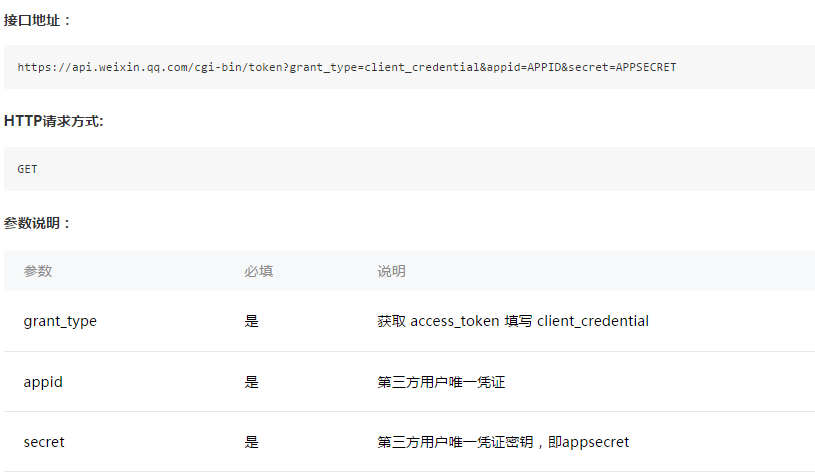 接口地址：
https://api.weixin.qq.com/cgi-bin/token?grant_type=client_credential&appid=APPID&secret=APPSECRET
HTTP请求方式:
GET
参数说明：
参数 必填 说明
grant_type 是 获取 access_token 填写 client_credential
appid 是 第三方用户唯一凭证
secret 是 第三方用户唯一凭证密钥，即appsecret